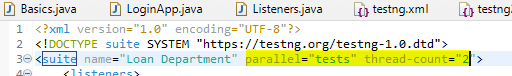 Basics.java LoginApp.java Listeners.java testng.xml testng
1 <?xml version="1.0" encoding="UTF-8"?>
2 <!DOCTYPE suite SYSTEM "https://testng.org/testng-1.0.dtd">
3 <suite name="Loan Department" parallel="tests" thread-count="2">
4 <listeners>